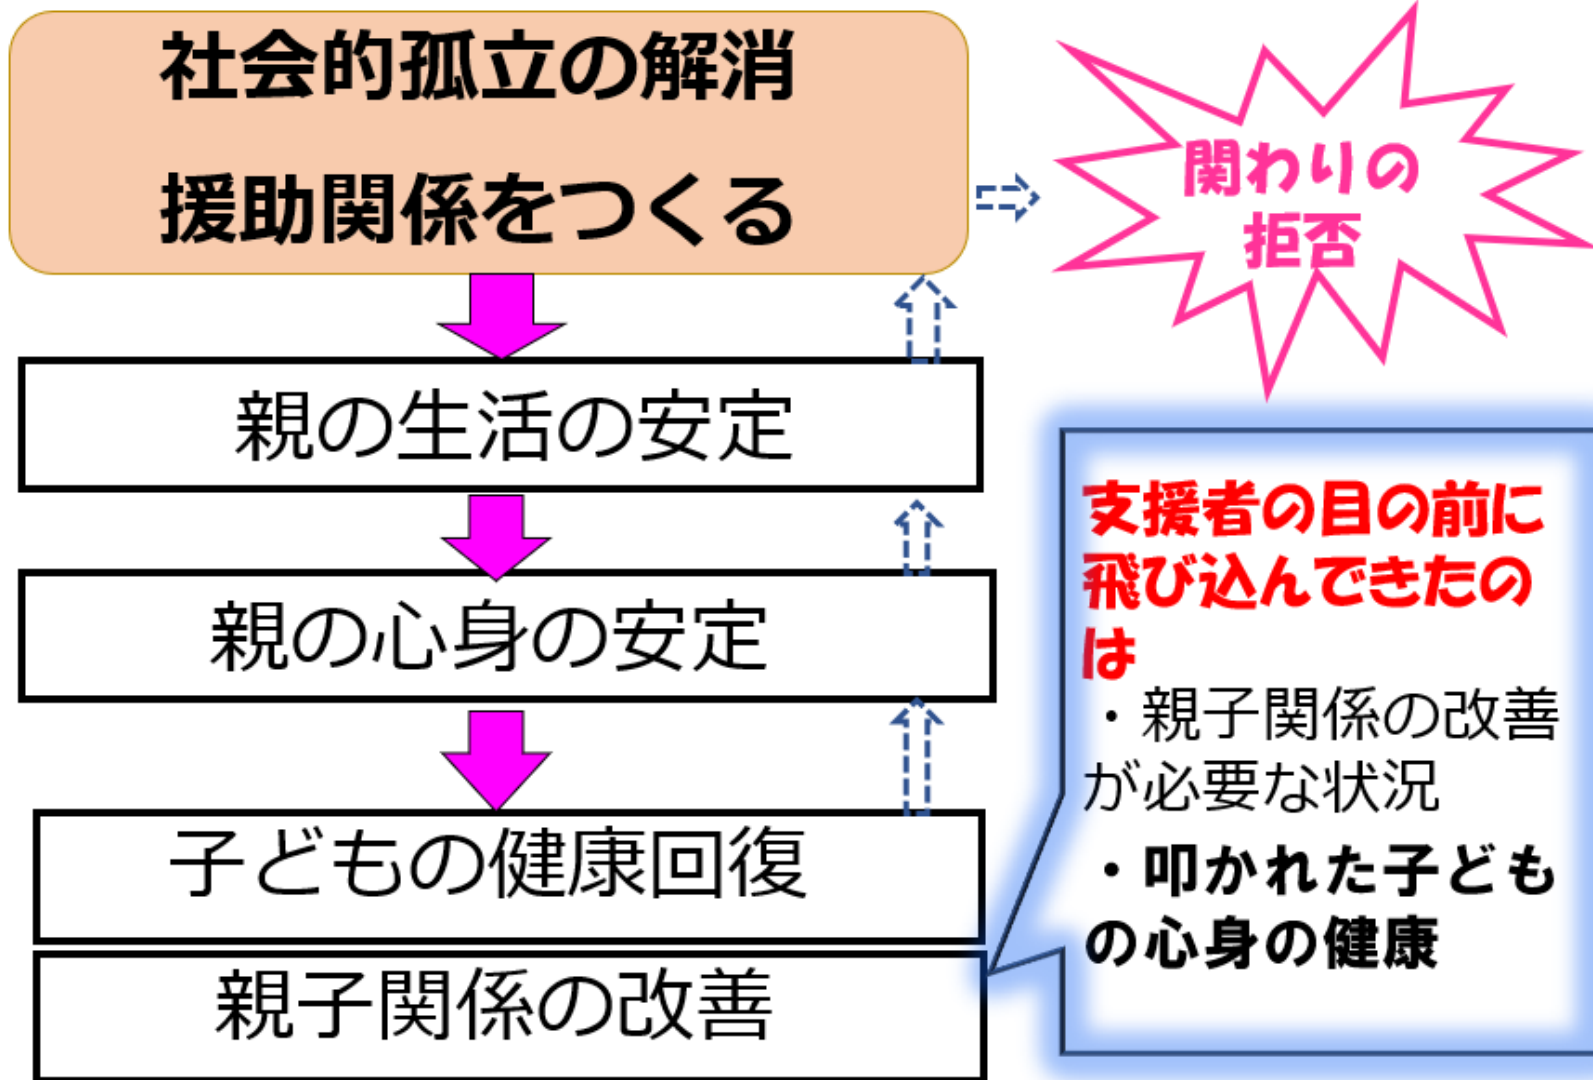 社会的孤立の解消
援助関係をつくる
関わりの
拒否
親の生活の安定
親の心身の安定
子どもの健康回復
親子関係の改善
支援者の目の前に
飛び込んできたの
は
・親子関係の改善
が必要な状況
・叩かれた子ども
の心身の健康